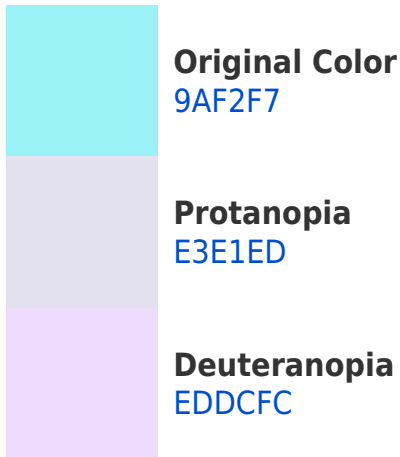 Original Color
9AF2F7
Protanopia
E3E1ED
Deuteranopia
EDDCFC